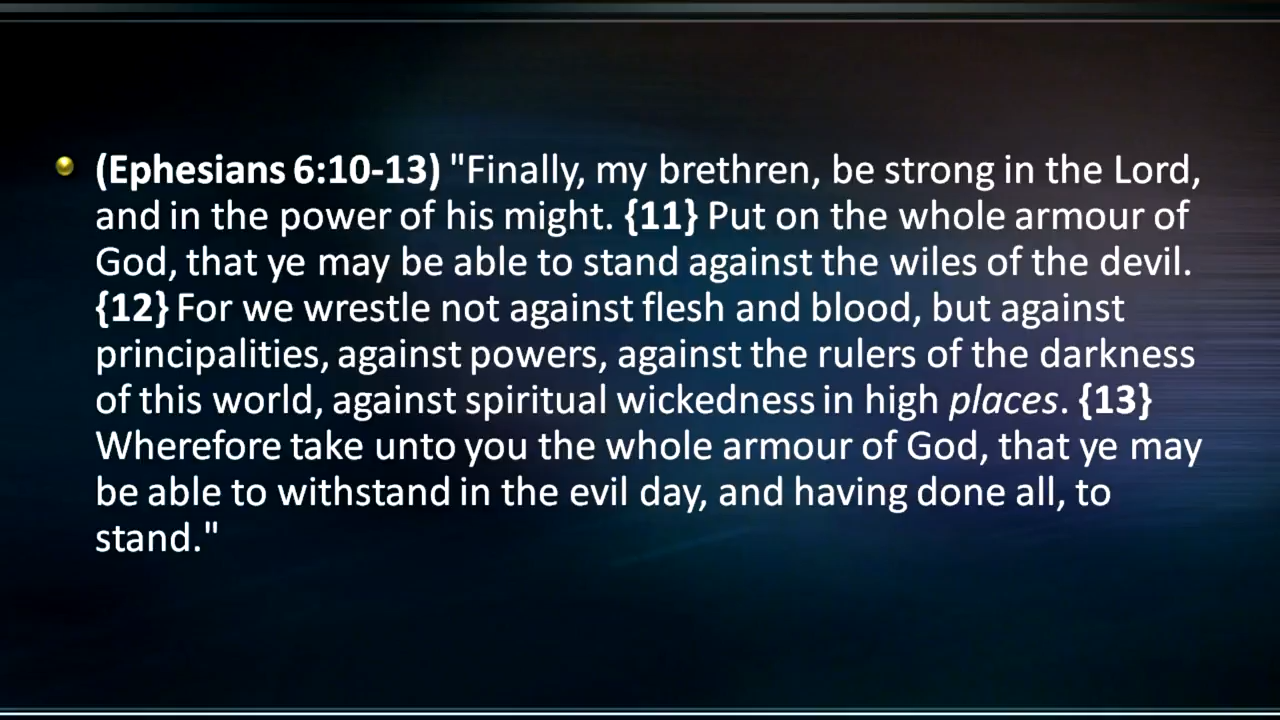 (Ephesians 6:10-13) "Finally, my brethren, be strong in the Lord,
and in the power of his might. {11} Put on the whole armour of
God, that ye may be able to stand against the wiles of the devil.
{12} For we wrestle not against flesh and blood, but against
principalities, against powers, against the rulers of the darkness
of this world, against spiritual wickedness in high places. {13}
Wherefore take unto you the whole armour of God, that ye may
be able to withstand in the evil day, and having done all, to
stand."